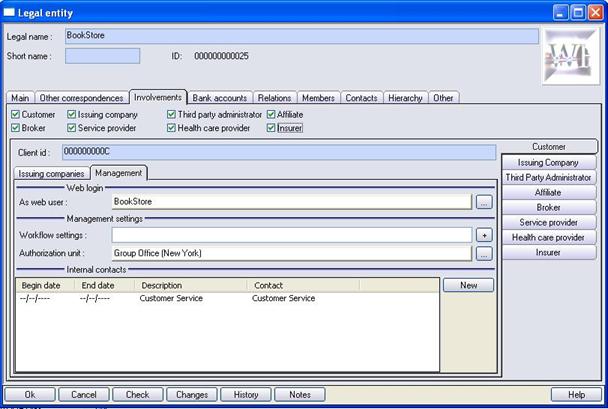 Legal entity
Legal name : BookStore
Short name : ID: 000000000025
Main Other correspondences Involvements Bank accounts Relations Members Contacts Hierarchy Other
Customer Issuing company Third party administrator Affiliate
Broker Service provider Health care provider Insurer
Client id : 000000000C
Customer
Issuing Company
Third Party Administrator
Affiliate
Broker
Service provider
Health care provider
Insurer
Issuing companies Management
Web login
As web user : BookStore ...
Management settings
Workflow settings : +
Authorization unit : Group Office (New York) ...
Internal contacts
Begin date End date Description Contact New
--/--/---- --/--/---- Customer Service Customer Service
Ok Cancel Check Changes History Notes Help